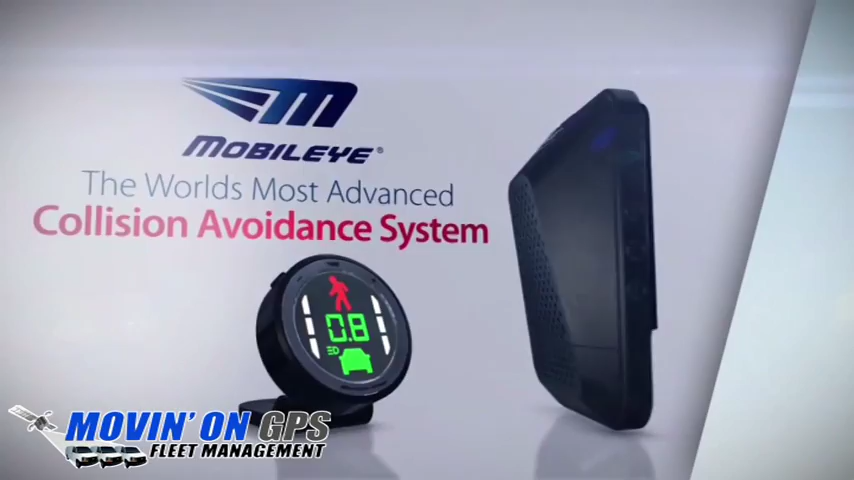 MOBILEYE®
The Worlds Most Advanced
Collision Avoidance System
0.8
MOVIN' ON GPS
FLEET MANAGEMENT